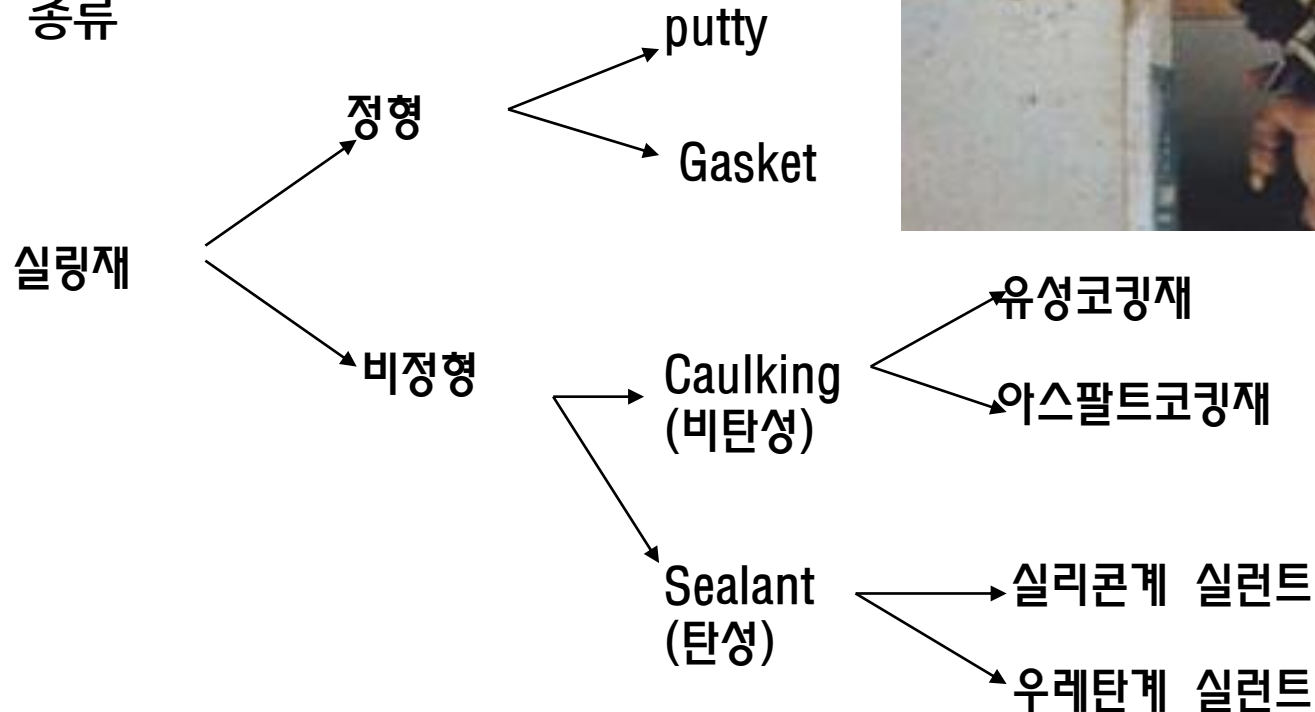 종류
putty
정형
Gasket
실링재
비정형
유성코킹재
Caulking
(비탄성)
아스팔트코킹재
Sealant
(탄성)
실리콘계 실런트
우레탄계 실런트